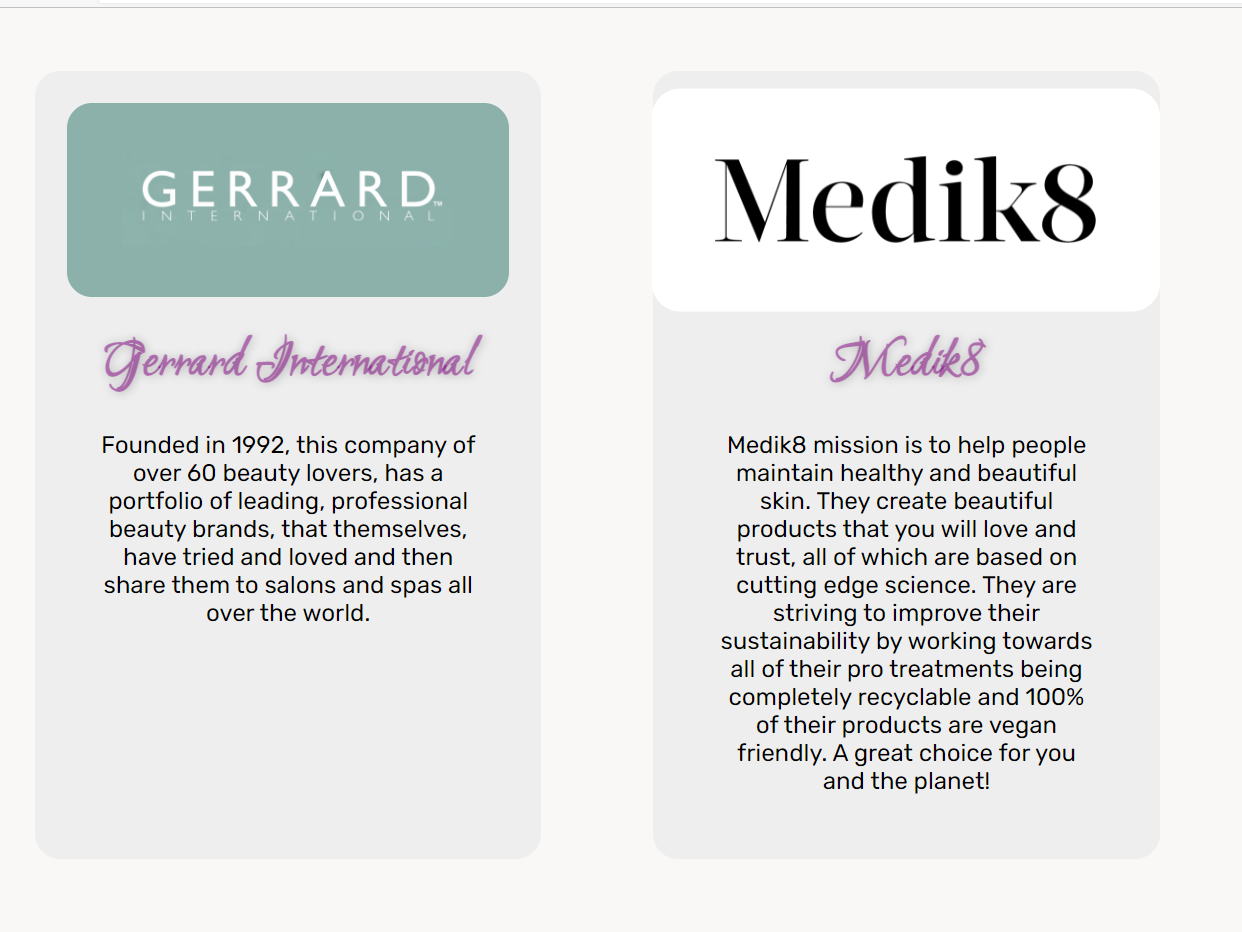 GERRARD™
INTERNATIONAL
Gerrard International
Founded in 1992, this company of
over 60 beauty lovers, has a
portfolio of leading, professional
beauty brands, that themselves,
have tried and loved and then
share them to salons and spas all
over the world.
Medik8
Medik8
Medik8 mission is to help people
maintain healthy and beautiful
skin. They create beautiful
products that you will love and
trust, all of which are based on
cutting edge science. They are
striving to improve their
sustainability by working towards
all of their pro treatments being
completely recyclable and 100%
of their products are vegan
friendly. A great choice for you
and the planet!